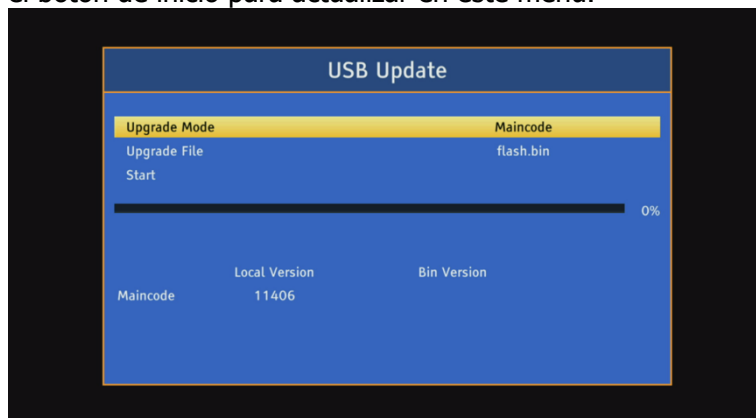 el botón de inicio para actualizar en este menú.
USB Update
Upgrade Mode Maincode
Upgrade File flash.bin
Start
0%
Local Version Bin Version
Maincode 11406